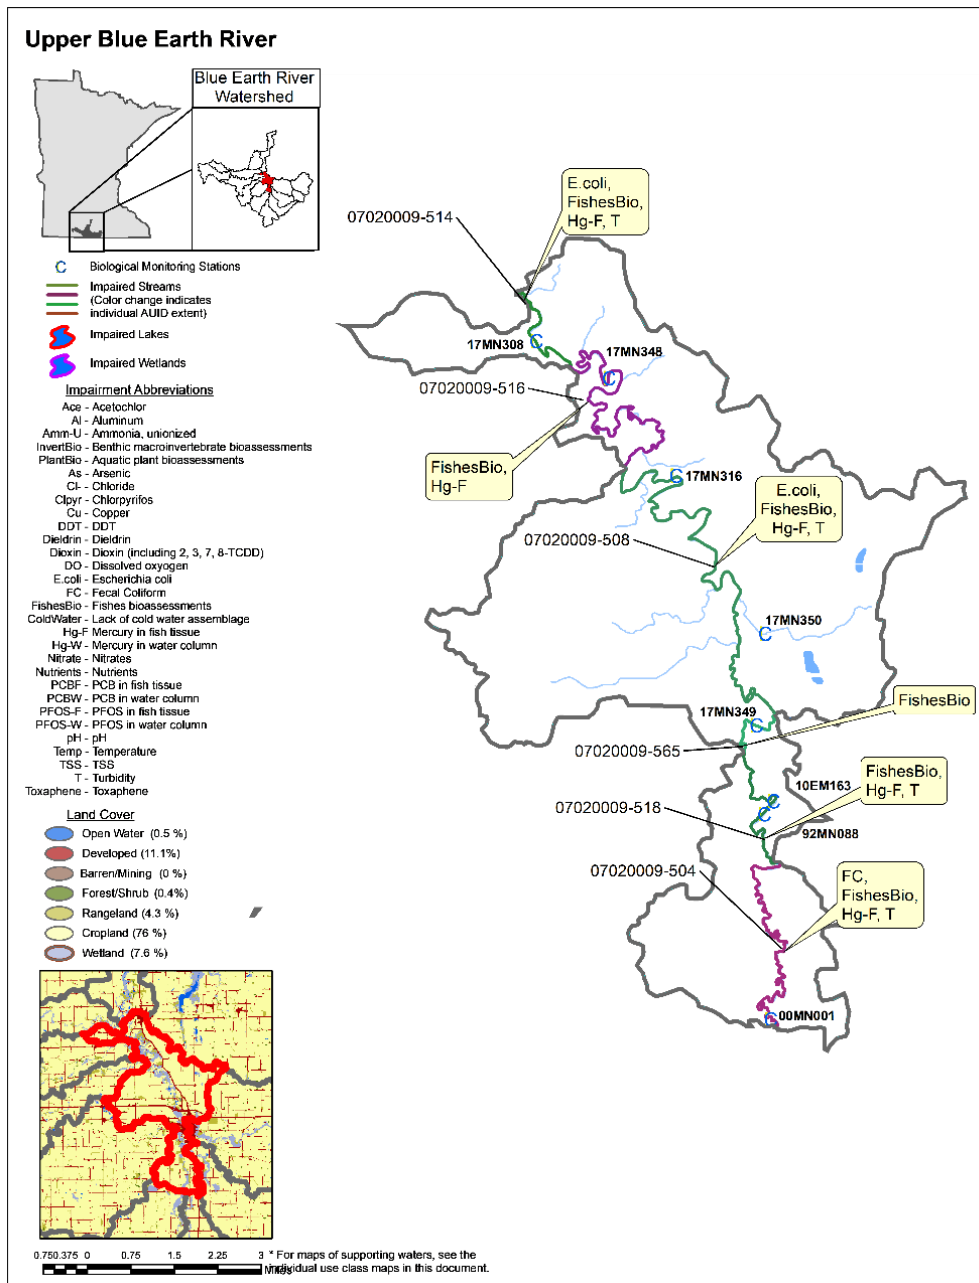 Upper Blue Earth River
Blue Earth River
Watershed
C Biological Monitoring Stations
Impaired Streams
(Color change indicates
individual AUID extent)
Impaired Lakes
Impaired Wetlands
Impairment Abbreviations
Ace - Acetochlor
Al - Aluminum
Amm-U - Ammonia, unionized
InvertBio - Benthic macroinvertebrate bioassessments
PlantBio - Aquatic plant bioassessments
As - Arsenic
Cl- - Chloride
Clpyr - Chlorpyrifos
Cu - Copper
DDT - DDT
Dieldrin - Dieldrin
Dioxin - Dioxin (including 2, 3, 7, 8-TCDD)
DO - Dissolved oxyogen
E.coli - Escherichia coli
FC - Fecal Coliform
FishesBio - Fishes bioassessments
ColdWater - Lack of cold water assemblage
Hg-F - Mercury in fish tissue
Hg-W - Mercury in water column
Nitrate - Nitrates
Nutrients - Nutrients
PCBF - PCB in fish tissue
PCBW - PCB in water column
PFOS-F - PFOS in fish tissue
PFOS-W - PFOS in water column
pH - pH
Temp - Temperature
TSS - TSS
T - Turbidity
Toxaphene - Toxaphene
Land Cover
Open Water (0.5 %)
Developed (11.1%)
Barren/Mining (0 %)
Forest/Shrub (0.4%)
Rangeland (4.3 %)
Cropland (76 %)
Wetland (7.6 %)
0.75 0.375 0 0.75 1.5 2.25 3
Miles
* For maps of supporting waters, see the
individual use class maps in this document.
E.coli,
FishesBio,
Hg-F, T
07020009-514
17MN308
17MN348
07020009-516
FishesBio,
Hg-F
C 17MN316
E.coli,
FishesBio,
Hg-F, T
07020009-508
17MN350
17MN349
FishesBio
07020009-565
10EM163
FishesBio,
Hg-F, T
07020009-518
92MN088
07020009-504
FC,
FishesBio,
Hg-F, T
C 00MN001